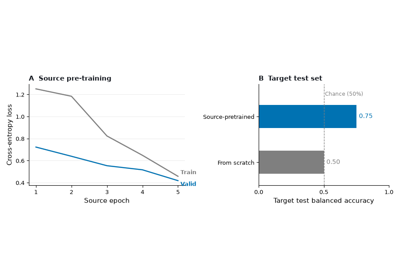 A Source pre-training
1.2
1.0
0.8
0.6
0.4
Cross-entropy loss
Train
Valid
1 2 3 4 5
Source epoch
B Target test set
Chance (50%)
Source-pretrained 0.75
From scratch 0.50
0.0 0.5 1.0
Target test balanced accuracy